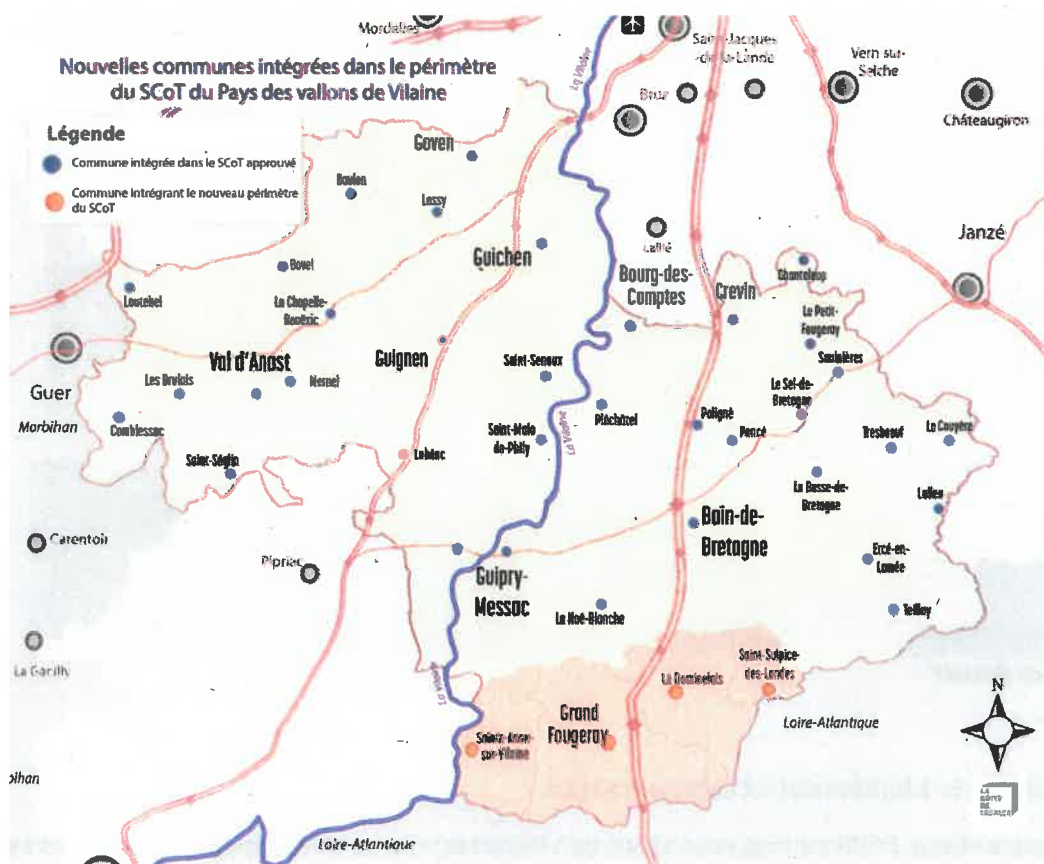 Nouvelles communes intégrées dans le périmètre
du SCoT du Pays des vallons de Vilaine
Légende
Commune intégrée dans le SCoT approuvé
Commune intrégrant le nouveau périmètre
du SCoT
Mordelles
La Vilaine
Saint-Jacques
-de-la-Lande
Vern-sur-
Seiche
Bruz
Châteaugiron
Goven
Baulon
Lassy
Laillé
Janzé
Guichen
Bovel
Bourg-des-
Comptes
Crevin
Chanteloup
Loutehel
La Chapelle-
Bouëxic
Le Petit-
Fougeray
Saulnières
Guer
Val d'Anast
Guignen
Saint-Senoux
Les Brulais
Mernel
Le Sel-de-
Bretagne
Morbihan
Comblessac
Pléchâtel
La Vilaine
Poligné
Pancé
Tresboeuf
La Couyère
Saint-Malo
de-Phily
Saint-Séglin
Lohéac
La Bosse-de-
Bretagne
Lalleu
Bain-de-
Bretagne
Carentoir
Pipriac
Guipry-
Messac
Ercé-en-
Lamée
La Noë-Blanche
Teillay
La Gacilly
La Vilaine
La Dominelais
Saint-Sulpice-
des-Landes
Grand
Fougeray
Sainte-Anne-
sur-Vilaine
Loire-Atlantique
N
bihan
Loire-Atlantique